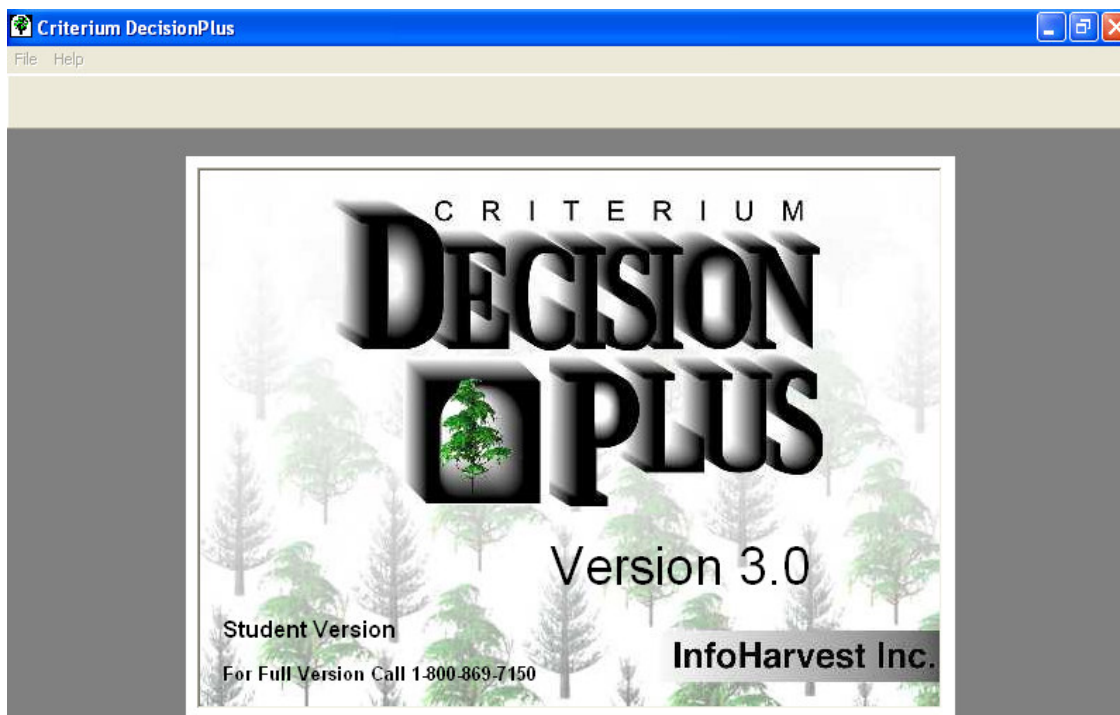 Criterium DecisionPlus
File Help
CRITERIUM
DECISION
PLUS
Version 3.0
Student Version
For Full Version Call 1-800-869-7150
InfoHarvest Inc.